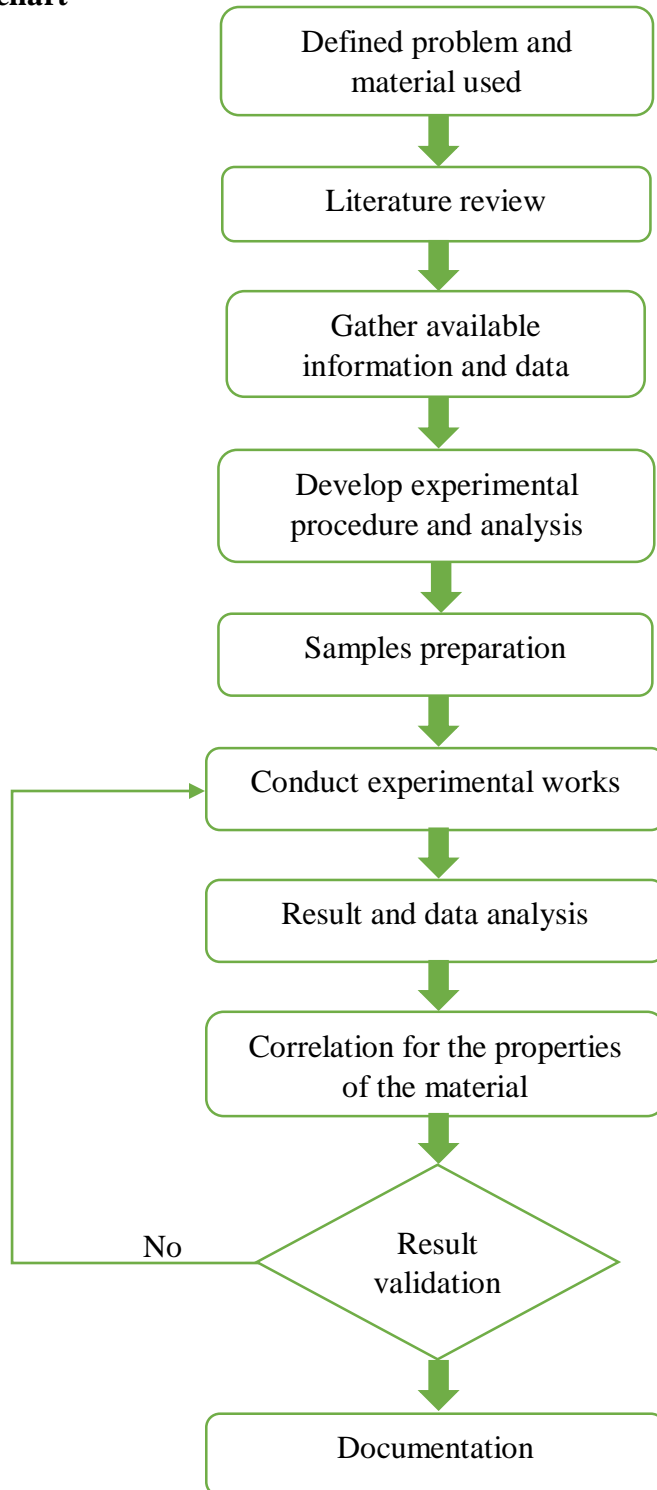 Defined problem and
material used
Literature review
Gather available
information and data
Develop experimental
procedure and analysis
Samples preparation
Conduct experimental works
Result and data analysis
Correlation for the properties
of the material
No
Result
validation
Documentation